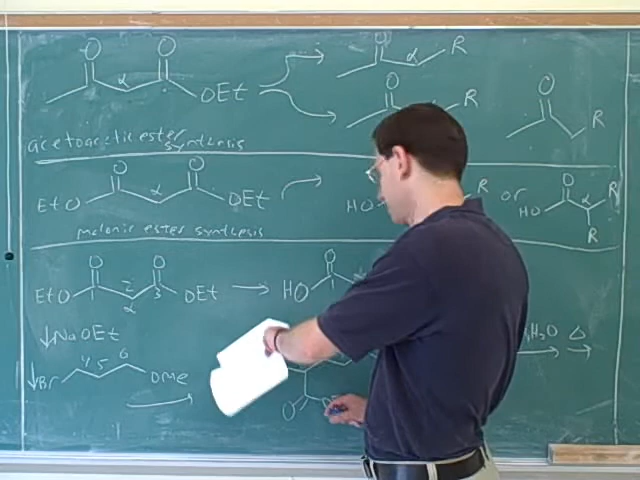 O O O R
α α
OEt
O R O R
acetoacetic ester
synthesis
O O O
EtO α OEt HO R or HO α R
R
malonic ester synthesis
O O O
EtO 2 3 OEt HO
α
↓NaOEt H2O Δ
4 5 6
↓Br OMe
O